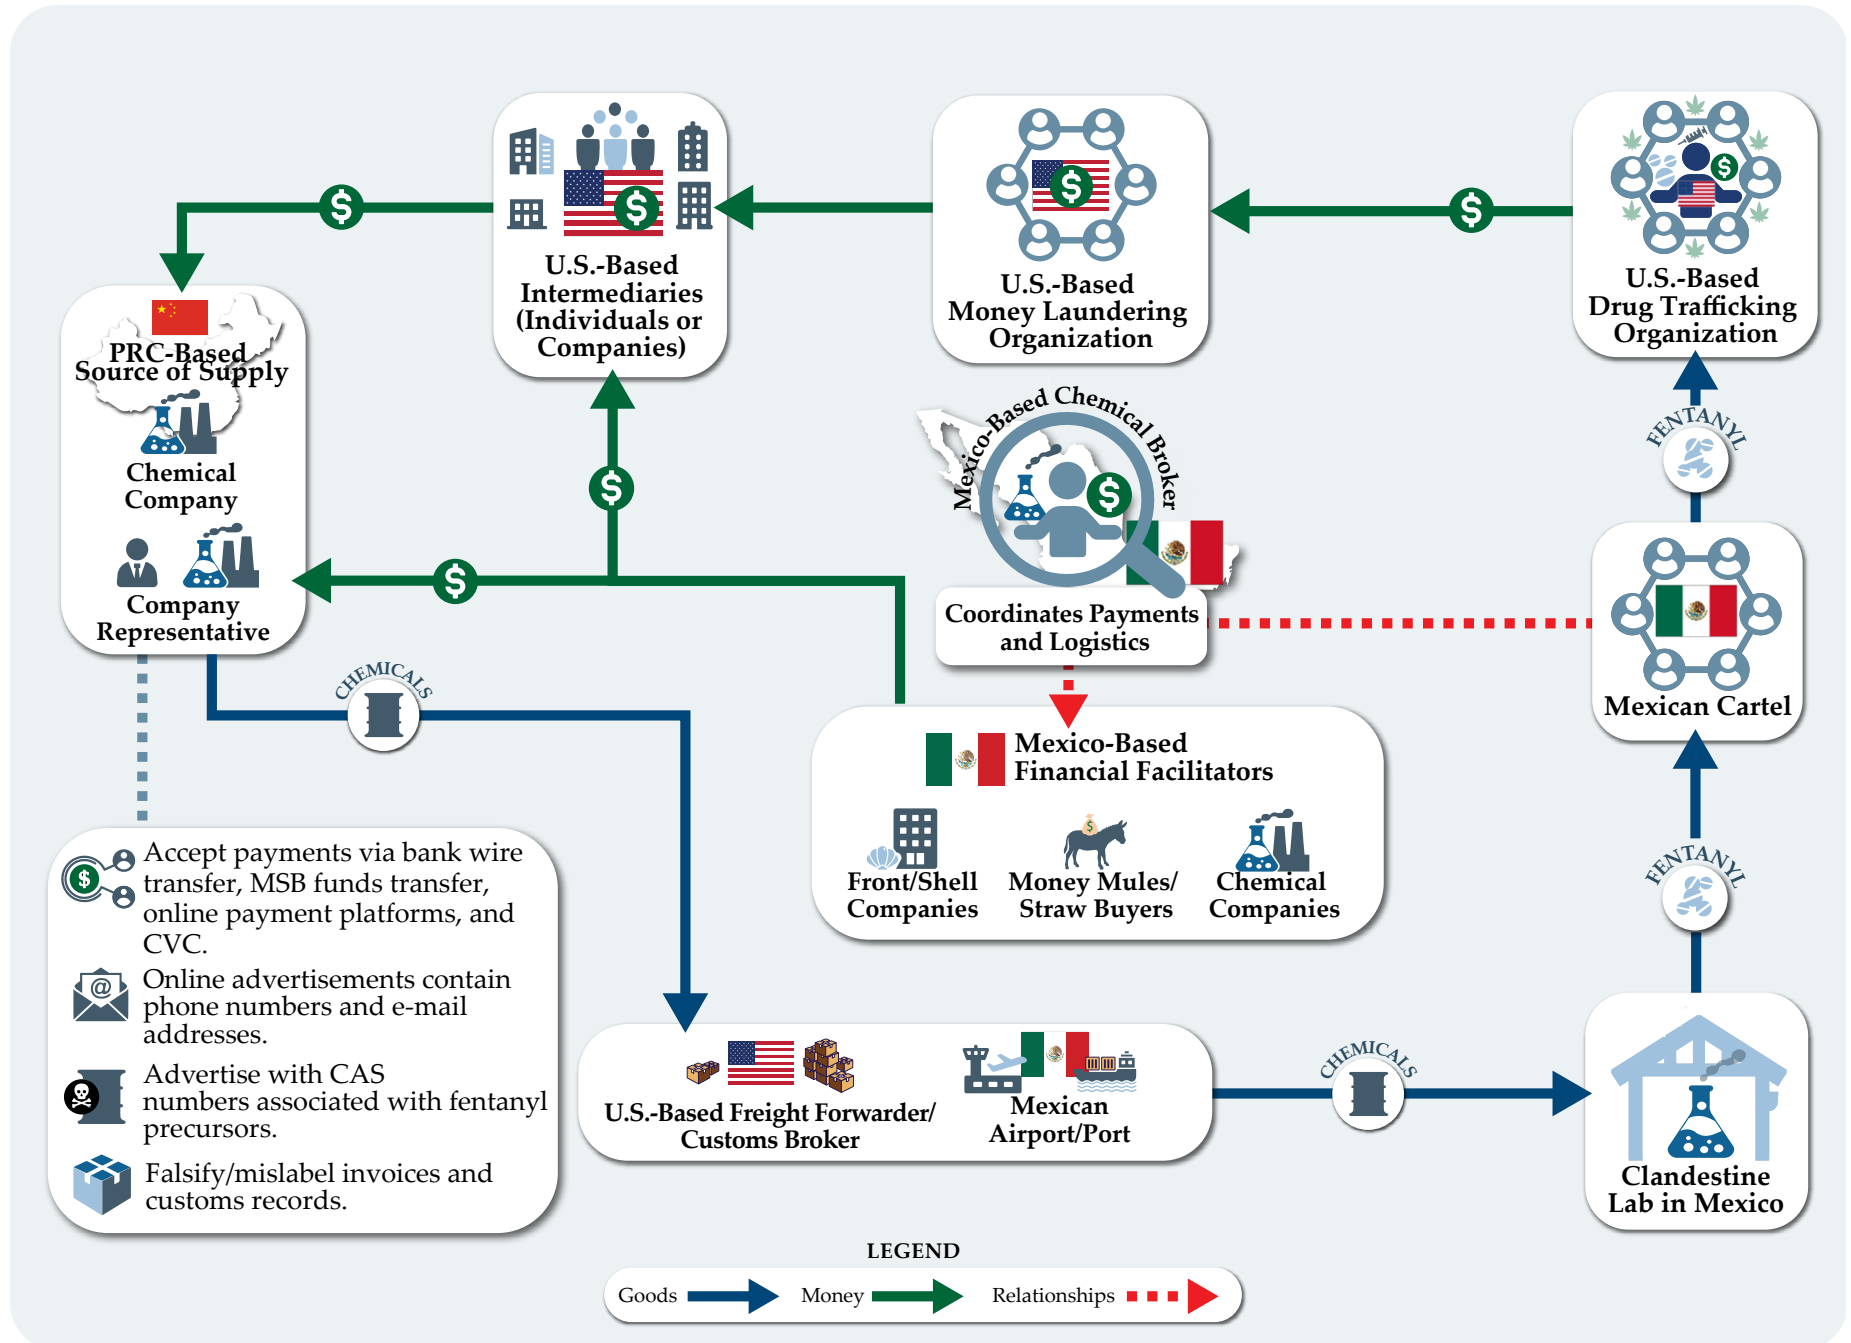 U.S.-Based
Intermediaries
(Individuals or
Companies)
U.S.-Based
Money Laundering
Organization
U.S.-Based
Drug Trafficking
Organization
PRC-Based
Source of Supply
Chemical
Company
Company
Representative
Mexico-Based Chemical Broker
Coordinates Payments
and Logistics
FENTANYL
Mexican Cartel
CHEMICALS
Mexico-Based
Financial Facilitators
Front/Shell
Companies
Money Mules/
Straw Buyers
Chemical
Companies
FENTANYL
Accept payments via bank wire
transfer, MSB funds transfer,
online payment platforms, and
CVC.
Online advertisements contain
phone numbers and e-mail
addresses.
Advertise with CAS
numbers associated with fentanyl
precursors.
Falsify/mislabel invoices and
customs records.
U.S.-Based Freight Forwarder/
Customs Broker
Mexican
Airport/Port
CHEMICALS
Clandestine
Lab in Mexico
LEGEND
Goods
Money
Relationships